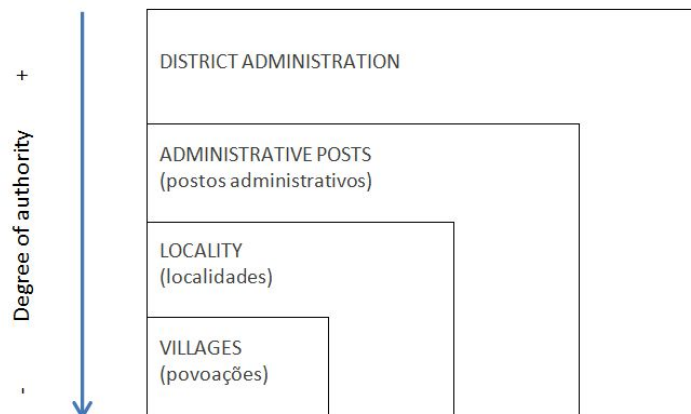 +
Degree of authority
-
DISTRICT ADMINISTRATION
ADMINISTRATIVE POSTS
(postos administrativos)
LOCALITY
(localidades)
VILLAGES
(povoações)